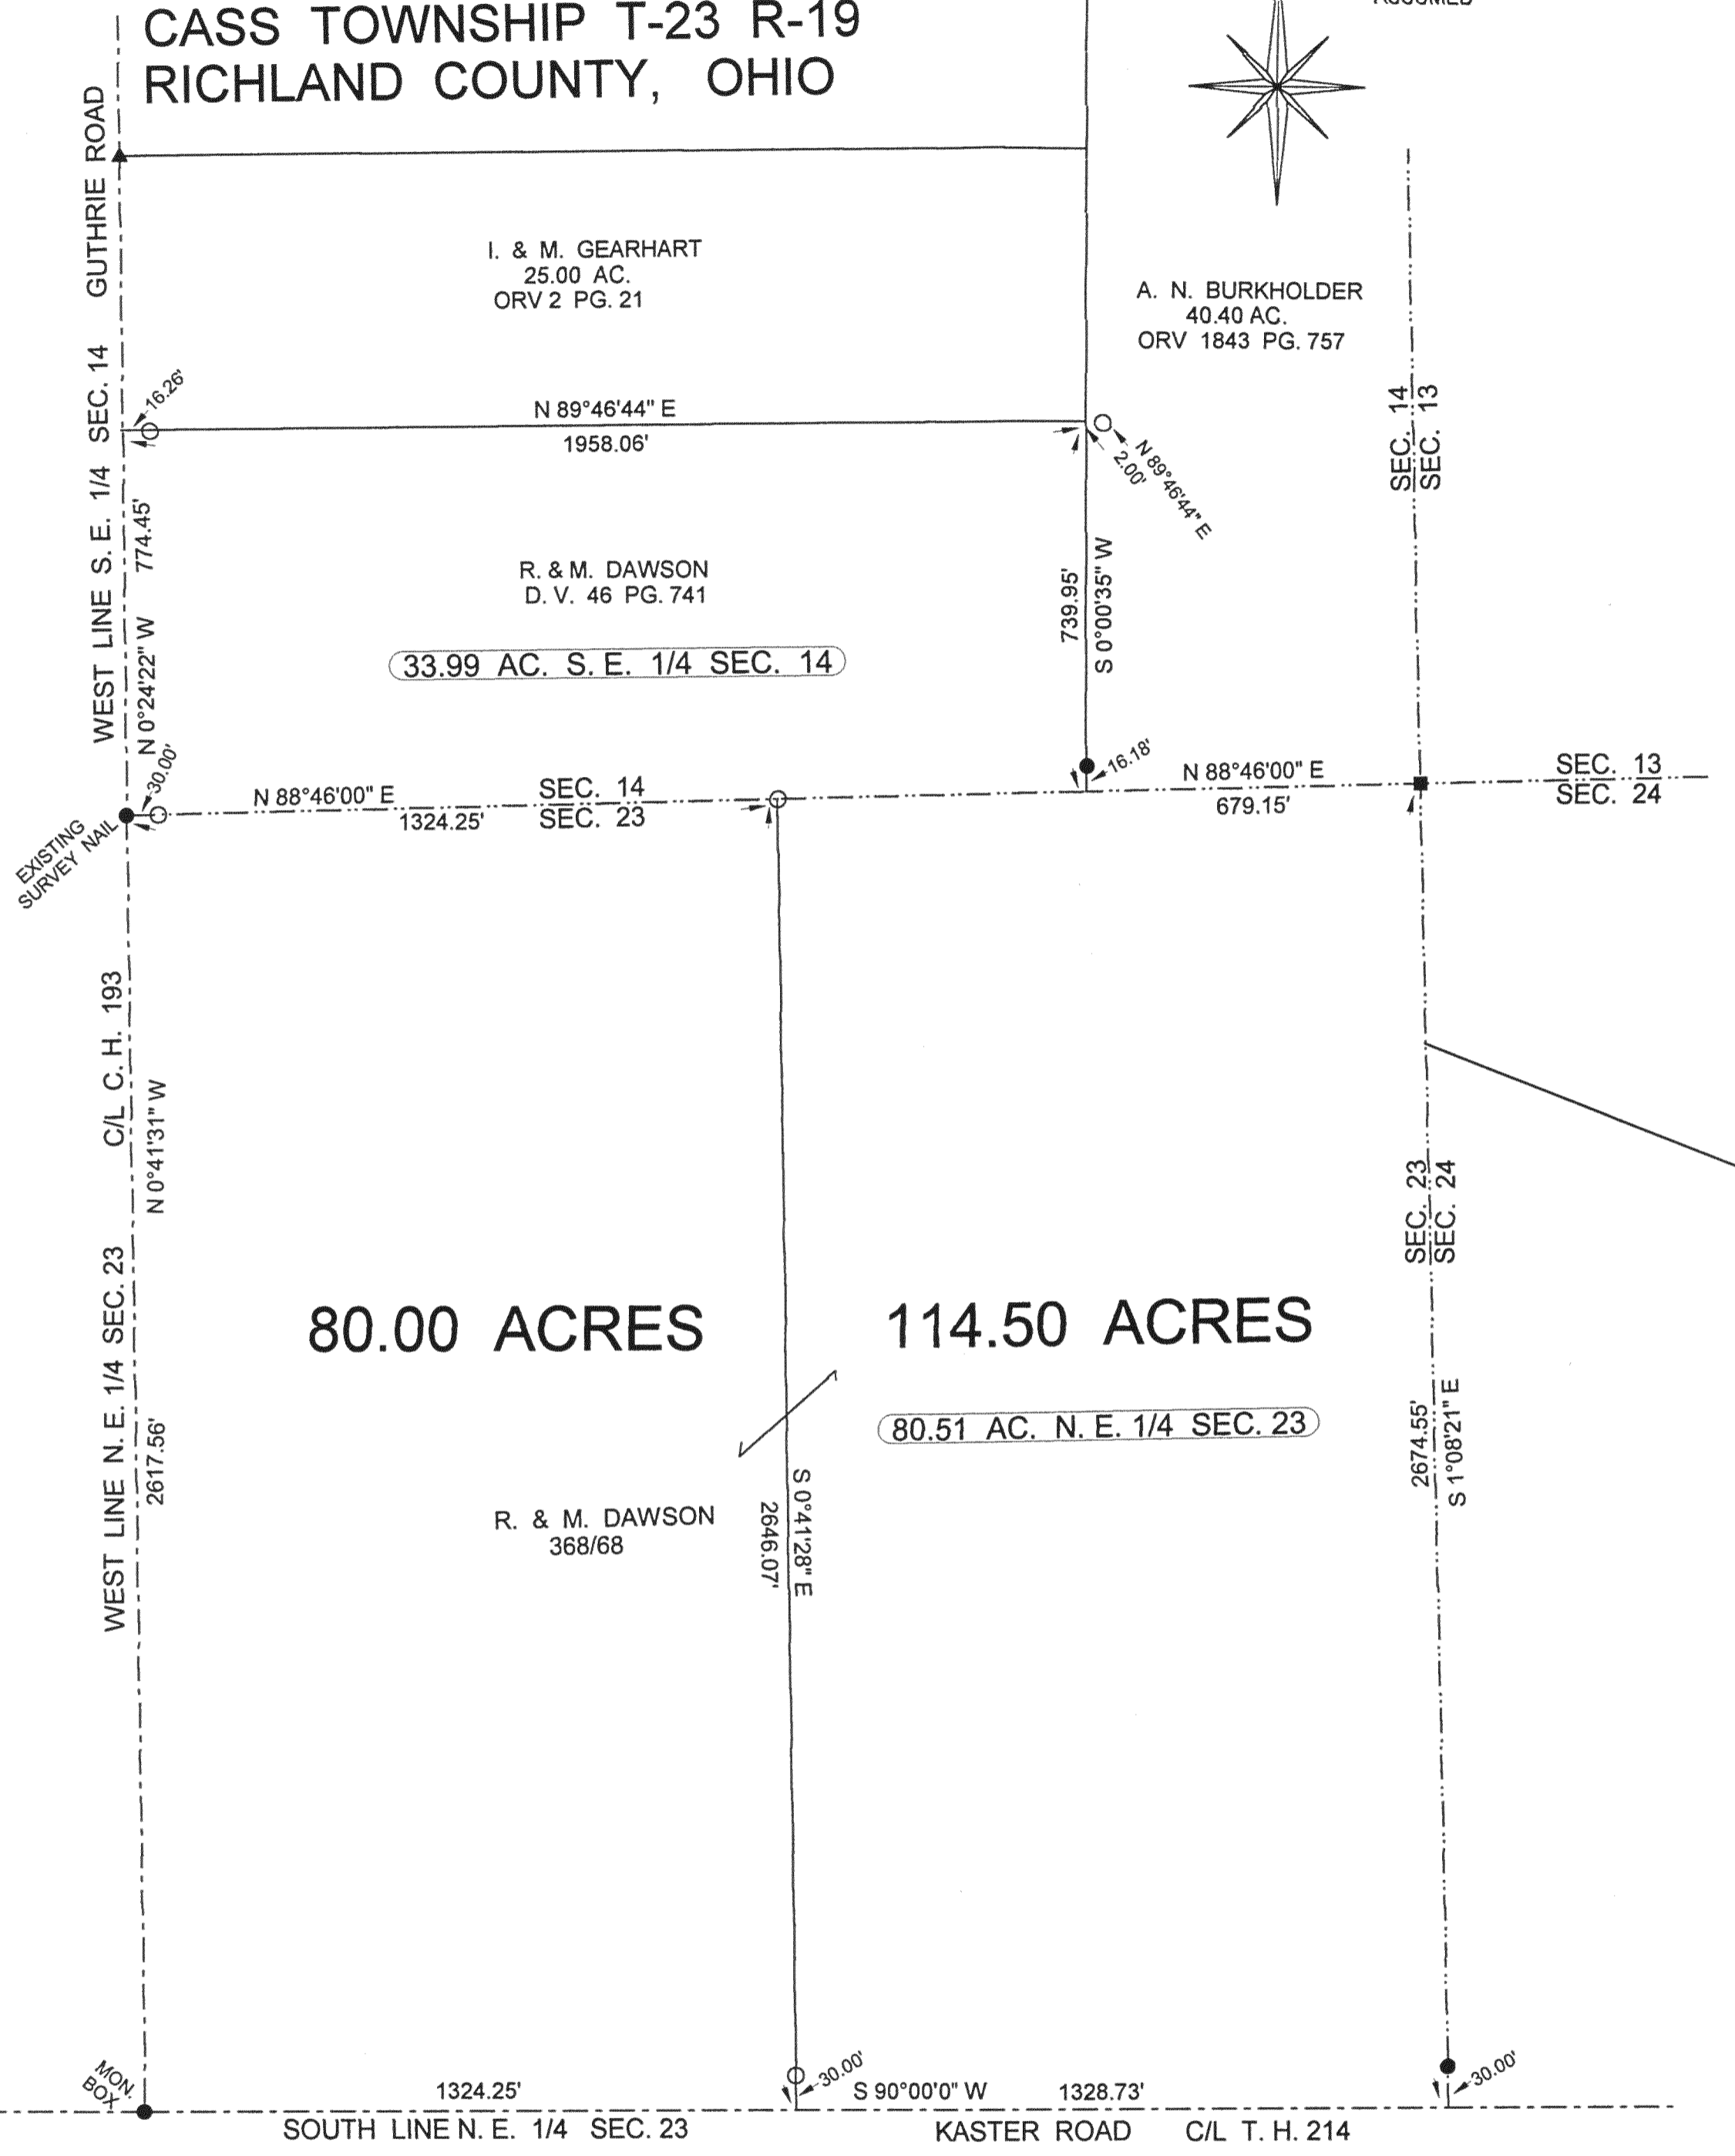 CASS TOWNSHIP T-23 R-19
RICHLAND COUNTY, OHIO
GUTHRIE ROAD
I. & M. GEARHART
25.00 AC.
ORV 2 PG. 21
A. N. BURKHOLDER
40.40 AC.
ORV 1843 PG. 757
WEST LINE S. E. 1/4 SEC. 14
16.26'
N 89°46'44" E
1958.06'
2.00'
N 89°46'44" E
SEC. 14
SEC. 13
N 0°24'22" W 774.45'
R. & M. DAWSON
D. V. 46 PG. 741
33.99 AC. S. E. 1/4 SEC. 14
739.95'
S 0°00'35" W
30.00'
EXISTING
SURVEY NAIL
N 88°46'00" E
1324.25'
SEC. 14
SEC. 23
16.18'
N 88°46'00" E
679.15'
SEC. 13
SEC. 24
WEST LINE N. E. 1/4 SEC. 23 C/L C. H. 193
2617.56' N 0°41'31" W
SEC. 23
SEC. 24
80.00 ACRES
114.50 ACRES
80.51 AC. N. E. 1/4 SEC. 23
R. & M. DAWSON
368/68
S 0°41'28" E
2646.07'
2674.55'
S 1°08'21" E
MON.
BOX
1324.25'
30.00'
S 90°00'0" W 1328.73'
30.00'
SOUTH LINE N. E. 1/4 SEC. 23
KASTER ROAD C/L T. H. 214